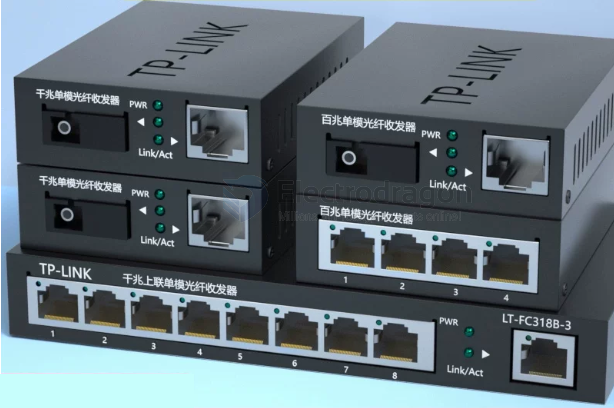 TP-LINK
千兆单模光纤收发器
PWR
Link/Act
TP-LINK
百兆单模光纤收发器
PWR
Link/Act
千兆单模光纤收发器
PWR
Link/Act
Electrodragon
百兆单模光纤收发器
1 2 3 4
TP-LINK
千兆上联单模光纤收发器
1 2 3 4 5 6 7 8
PWR
Link/Act
LT-FC318B-3